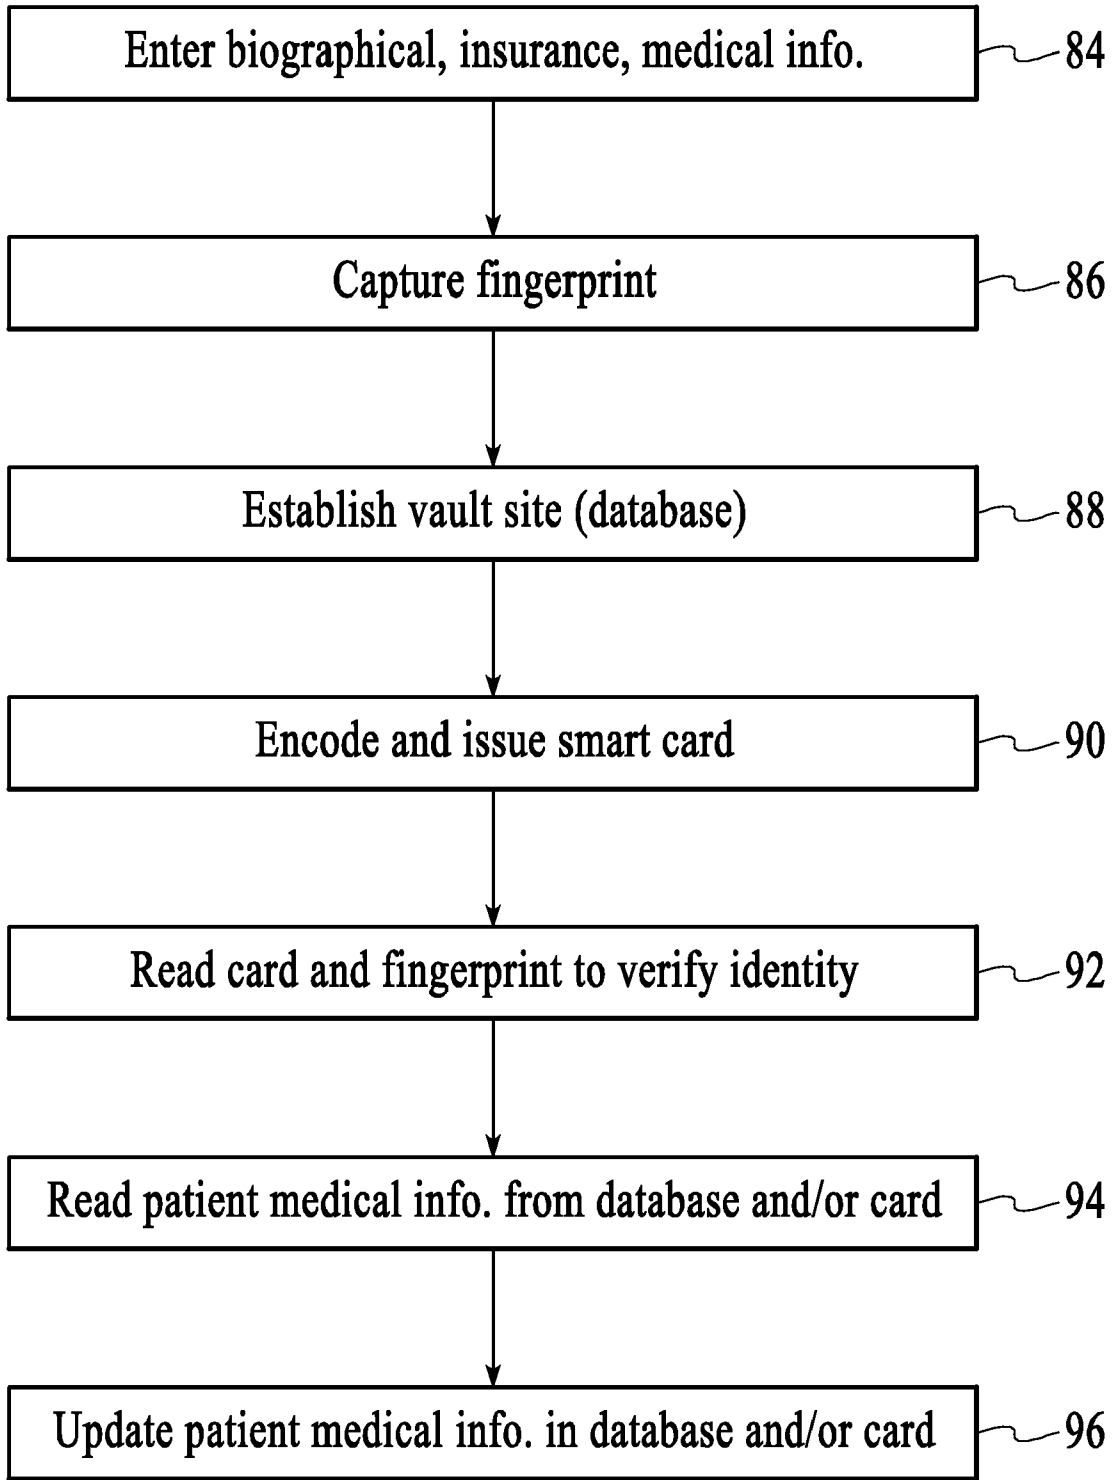 Enter biographical, insurance, medical info. 84
Capture fingerprint 86
Establish vault site (database) 88
Encode and issue smart card 90
Read card and fingerprint to verify identity 92
Read patient medical info. from database and/or card 94
Update patient medical info. in database and/or card 96